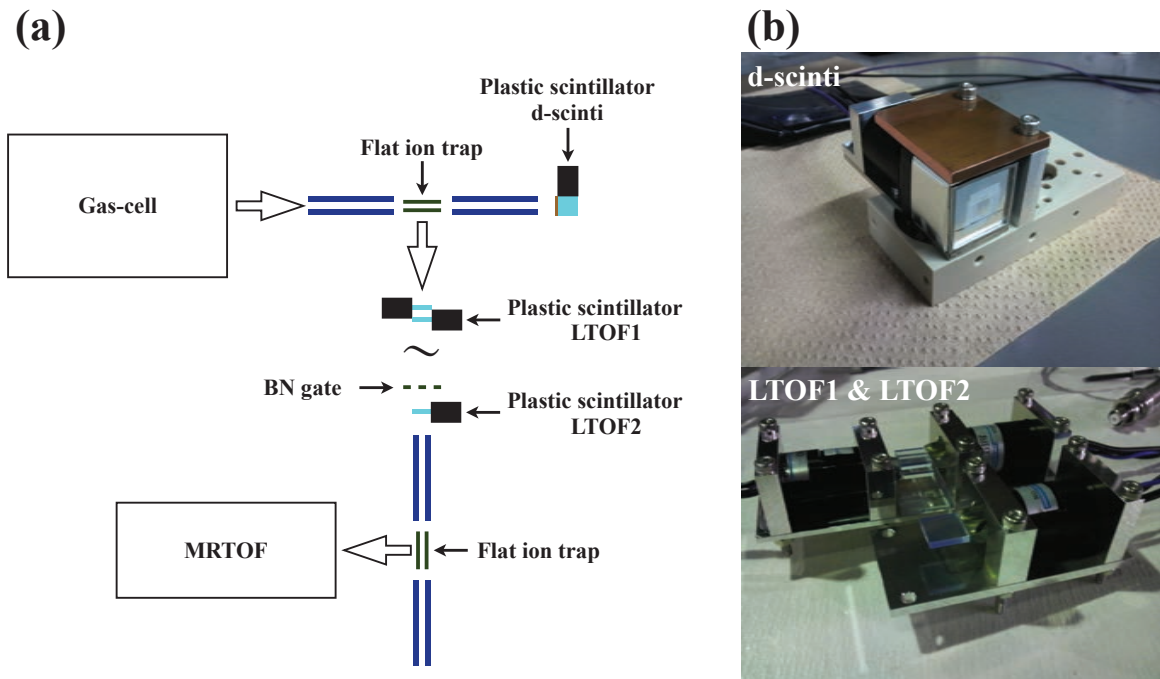 (a)
(b)
Plastic scintillator
d-scinti
Flat ion trap
Gas-cell
Plastic scintillator
LTOF1
BN gate
Plastic scintillator
LTOF2
MRTOF
Flat ion trap
d-scinti
LTOF1 & LTOF2